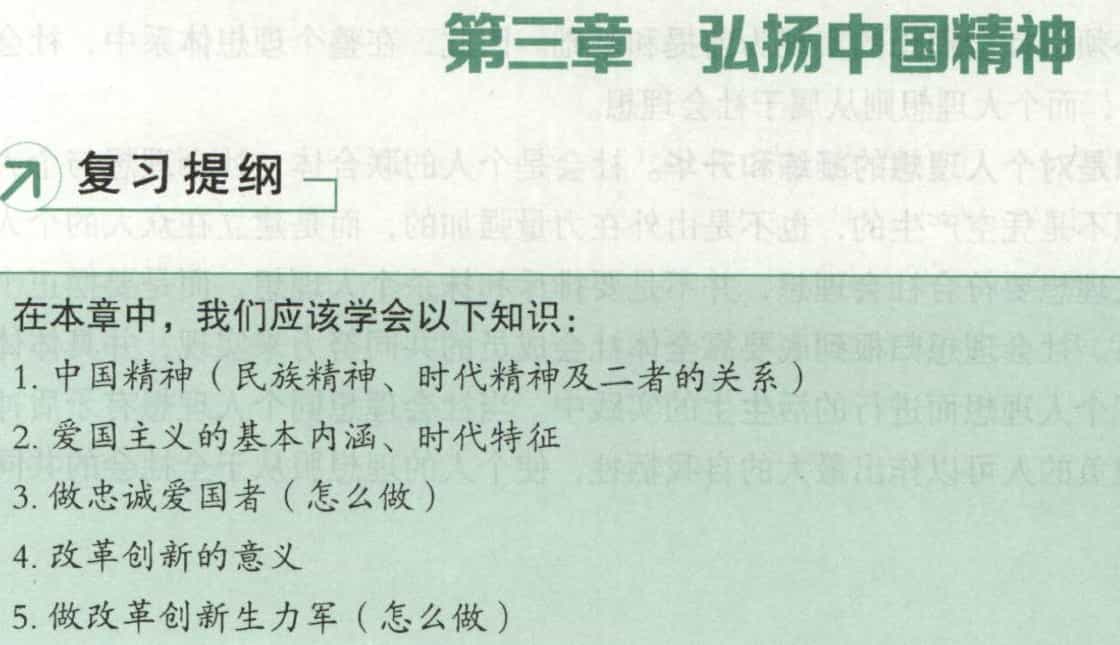 第三章 弘扬中国精神
复习提纲
在本章中，我们应该学会以下知识：
1. 中国精神（民族精神、时代精神及二者的关系）
2. 爱国主义的基本内涵、时代特征
3. 做忠诚爱国者（怎么做）
4. 改革创新的意义
5. 做改革创新生力军（怎么做）